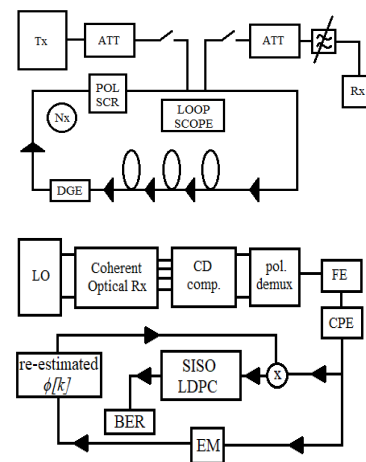 Tx
ATT
ATT
Rx
POL
SCR
LOOP
SCOPE
Nx
DGE
LO
Coherent
Optical Rx
CD
comp.
pol.
demux
FE
CPE
re-estimated
ϕ[k]
SISO
LDPC
x
BER
EM